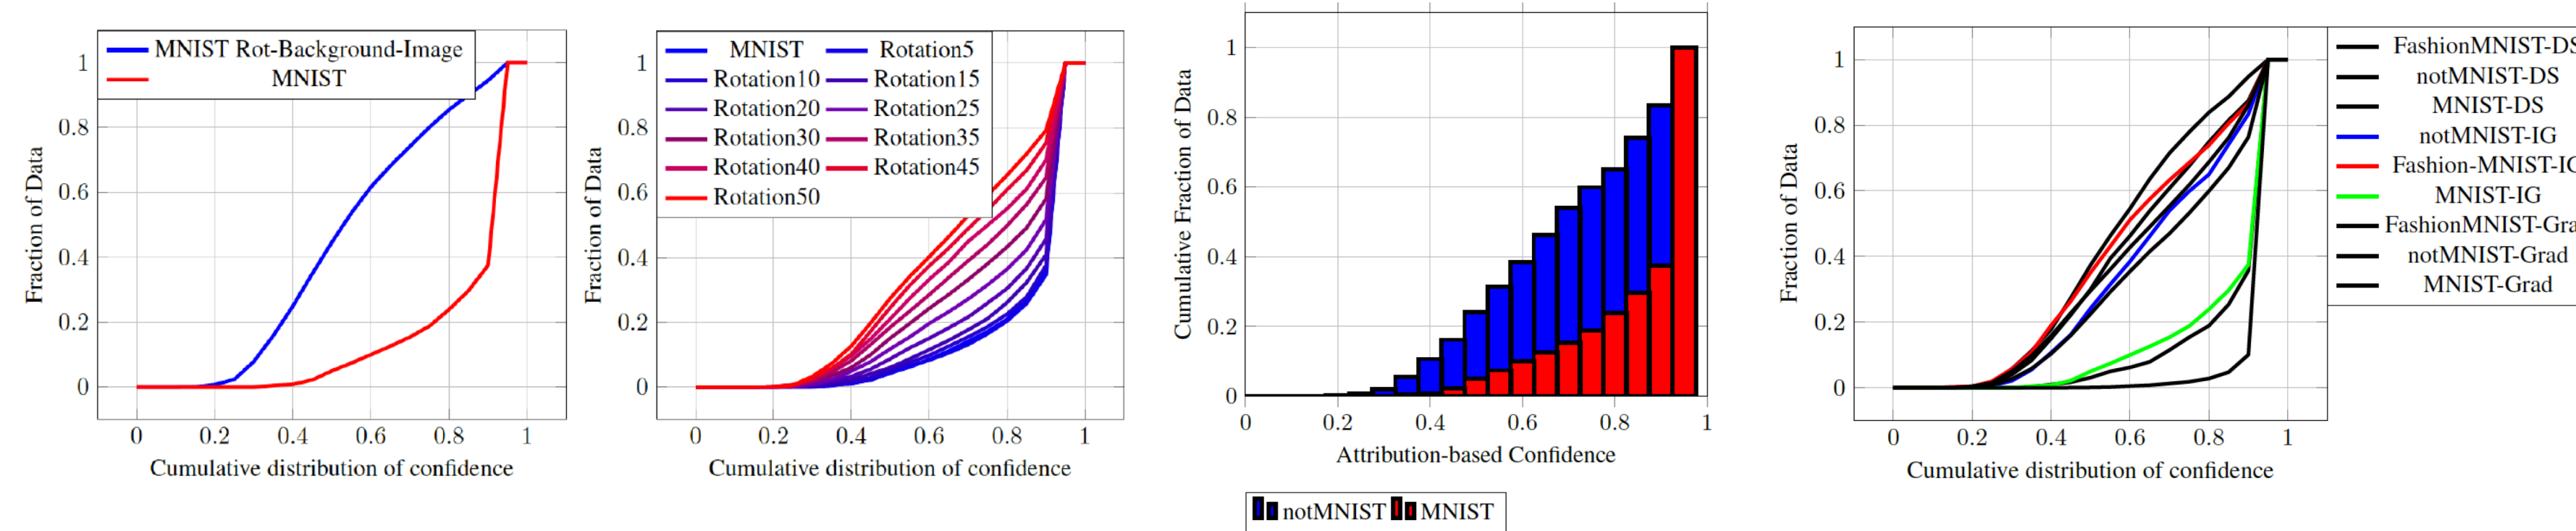 MNIST Rot-Background-Image
MNIST
1
0.8
0.6
0.4
0.2
0
Fraction of Data
0 0.2 0.4 0.6 0.8 1
Cumulative distribution of confidence
MNIST Rotation5
Rotation10 Rotation15
Rotation20 Rotation25
Rotation30 Rotation35
Rotation40 Rotation45
Rotation50
1
0.8
0.6
0.4
0.2
0
Fraction of Data
0 0.2 0.4 0.6 0.8 1
Cumulative distribution of confidence
1
0.8
0.6
0.4
0.2
0
Cumulative Fraction of Data
0 0.2 0.4 0.6 0.8 1
Attribution-based Confidence
notMNIST MNIST
1
0.8
0.6
0.4
0.2
0
Fraction of Data
0 0.2 0.4 0.6 0.8 1
Cumulative distribution of confidence
FashionMNIST-DS
notMNIST-DS
MNIST-DS
notMNIST-IG
Fashion-MNIST-IG
MNIST-IG
FashionMNIST-Gra
notMNIST-Grad
MNIST-Grad